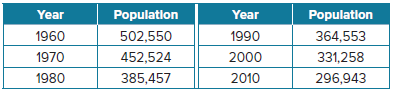 Year Population Year Population
1960 502,550 1990 364,553
1970 452,524 2000 331,258
1980 385,457 2010 296,943